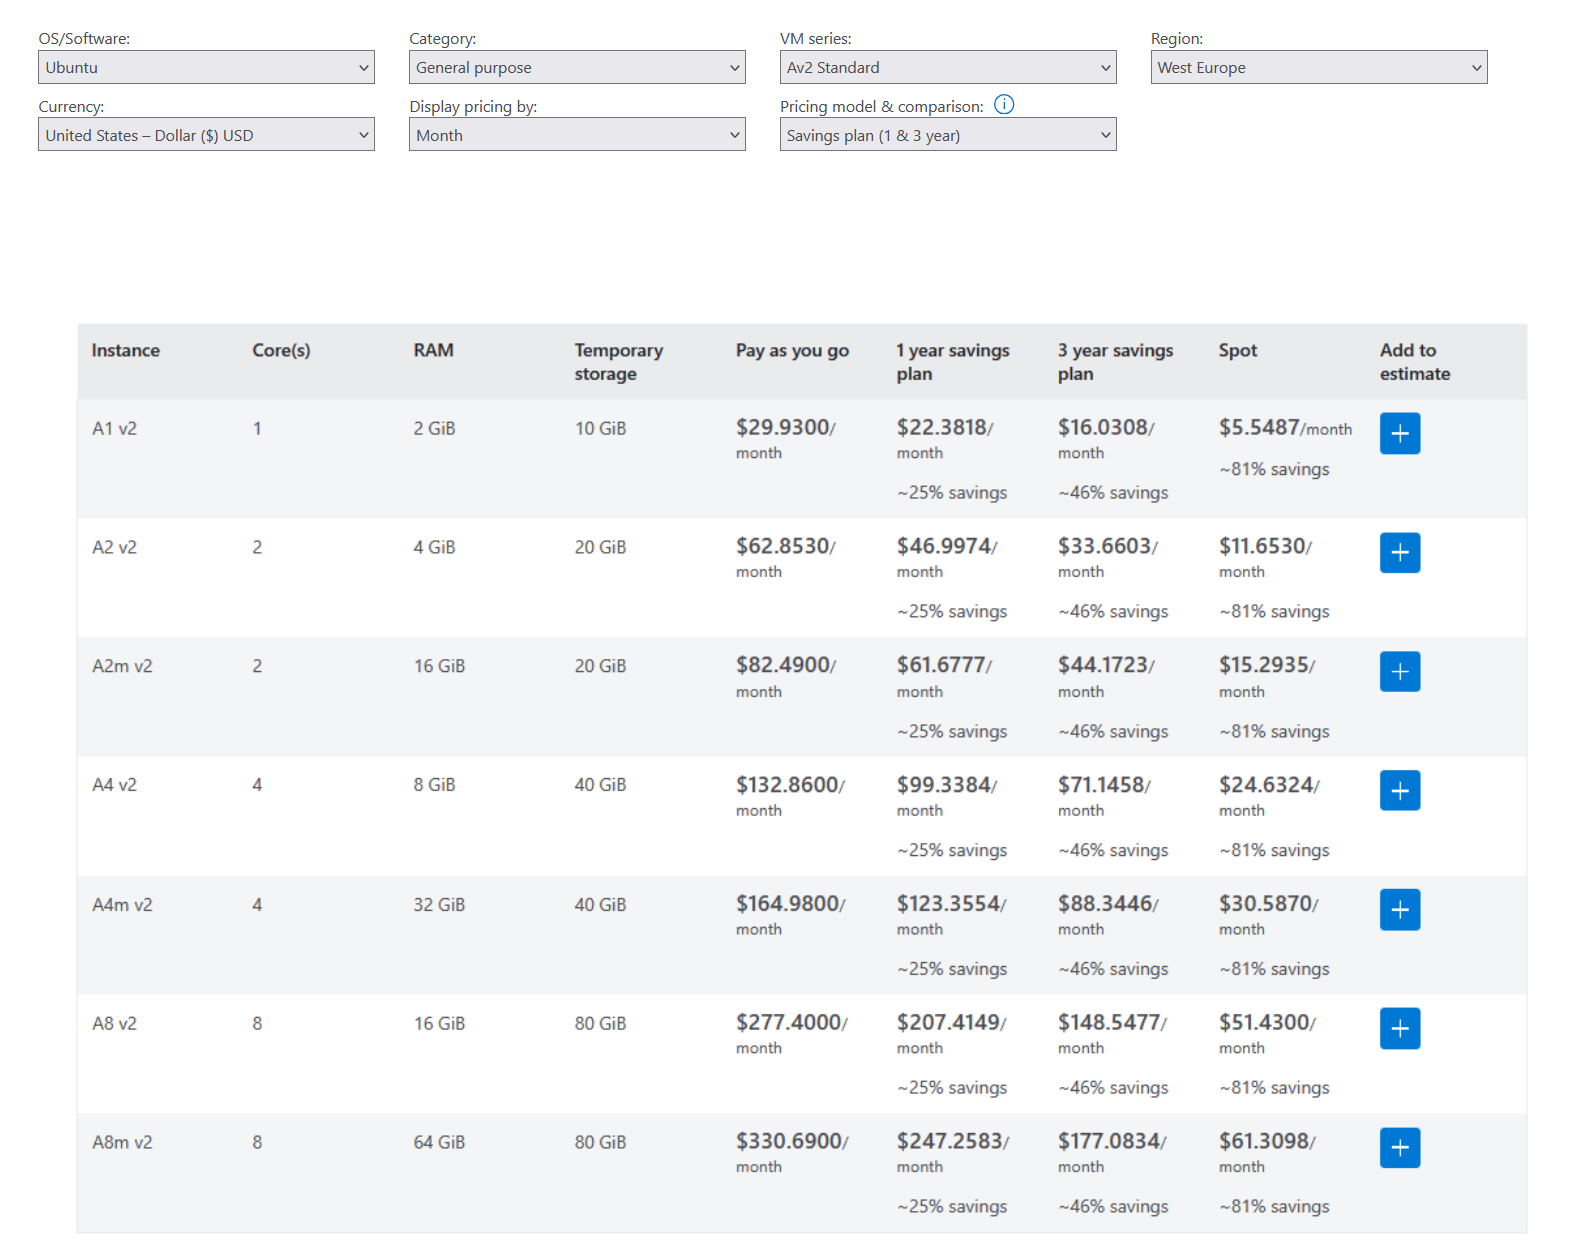 OS/Software: Category: VM series: Region:
Ubuntu General purpose Av2 Standard West Europe
Currency: Display pricing by: Pricing model & comparison:
United States – Dollar ($) USD Month Savings plan (1 & 3 year)
Instance Core(s) RAM Temporary storage Pay as you go 1 year savings plan 3 year savings plan Spot Add to estimate
A1 v2 1 2 GiB 10 GiB $29.9300/ $22.3818/ $16.0308/ $5.5487/month
month month month
~25% savings ~46% savings ~81% savings
A2 v2 2 4 GiB 20 GiB $62.8530/ $46.9974/ $33.6603/ $11.6530/
month month month month
~25% savings ~46% savings ~81% savings
A2m v2 2 16 GiB 20 GiB $82.4900/ $61.6777/ $44.1723/ $15.2935/
month month month month
~25% savings ~46% savings ~81% savings
A4 v2 4 8 GiB 40 GiB $132.8600/ $99.3384/ $71.1458/ $24.6324/
month month month month
~25% savings ~46% savings ~81% savings
A4m v2 4 32 GiB 40 GiB $164.9800/ $123.3554/ $88.3446/ $30.5870/
month month month month
~25% savings ~46% savings ~81% savings
A8 v2 8 16 GiB 80 GiB $277.4000/ $207.4149/ $148.5477/ $51.4300/
month month month month
~25% savings ~46% savings ~81% savings
A8m v2 8 64 GiB 80 GiB $330.6900/ $247.2583/ $177.0834/ $61.3098/
month month month month
~25% savings ~46% savings ~81% savings